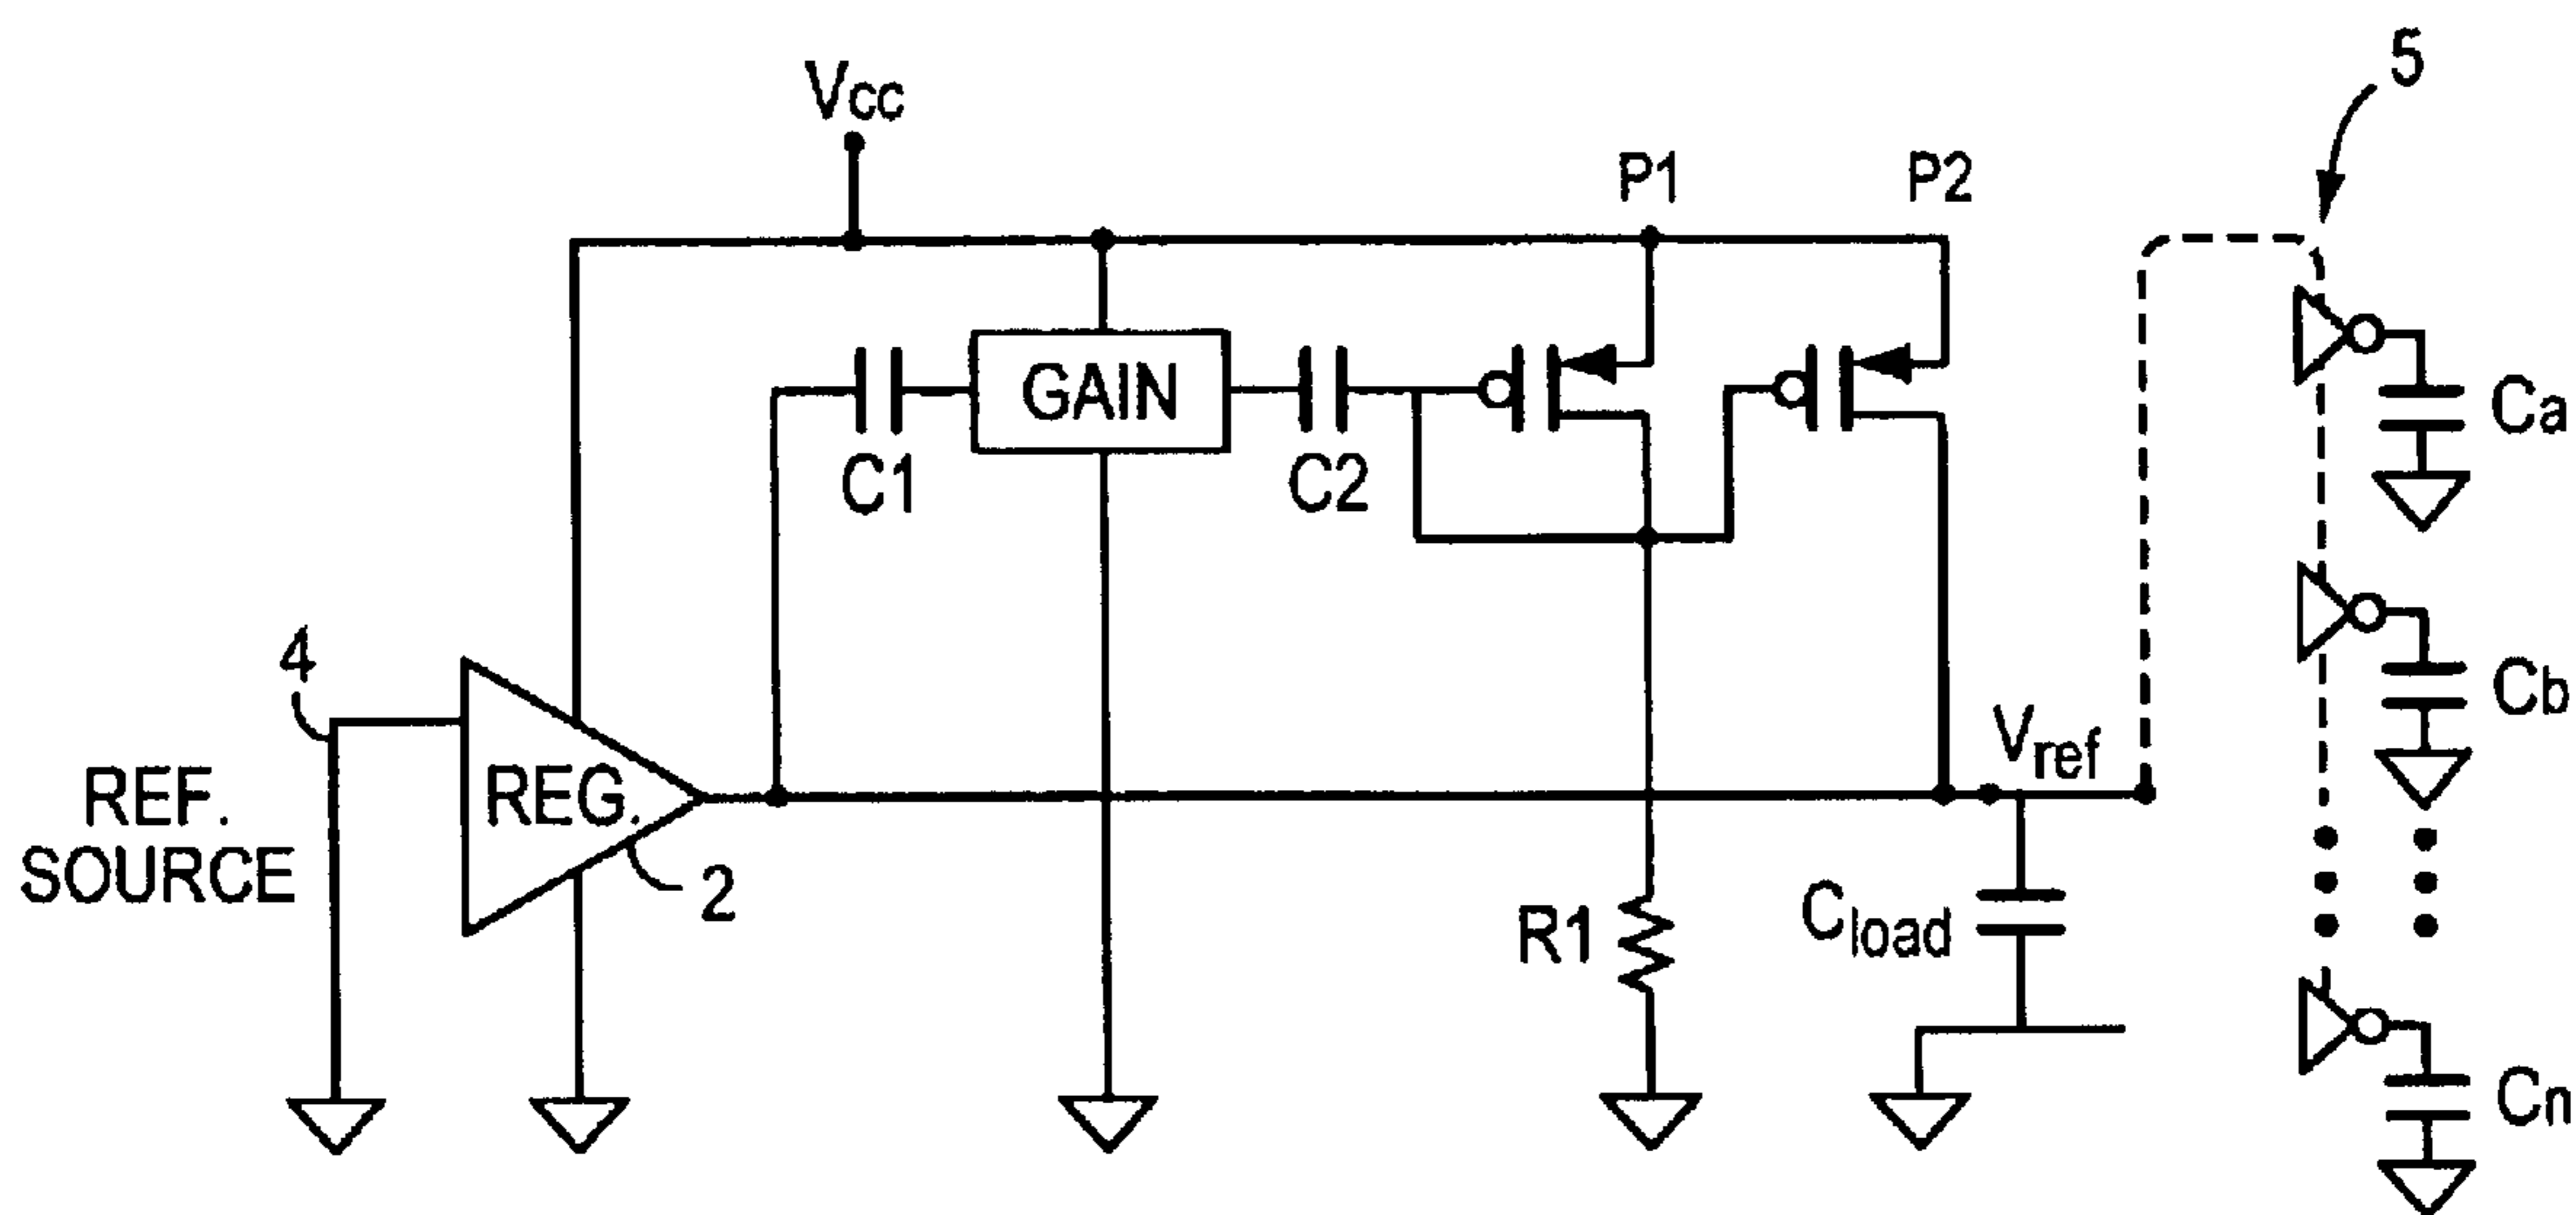 5
Vcc
P1
P2
GAIN
C1
C2
Ca
4
REF.
SOURCE
REG.
2
Vref
Cb
R1
Cload
Cn